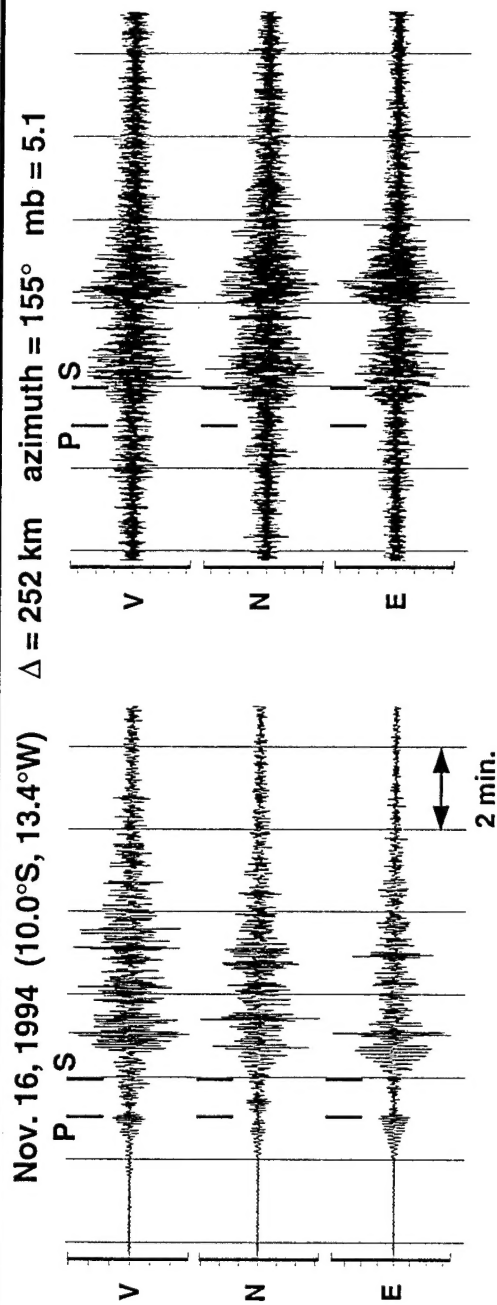 Nov. 16, 1994 (10.0°S, 13.4°W) Δ = 252 km azimuth = 155° mb = 5.1
P S
V
N
E
2 min.
P S
V
N
E